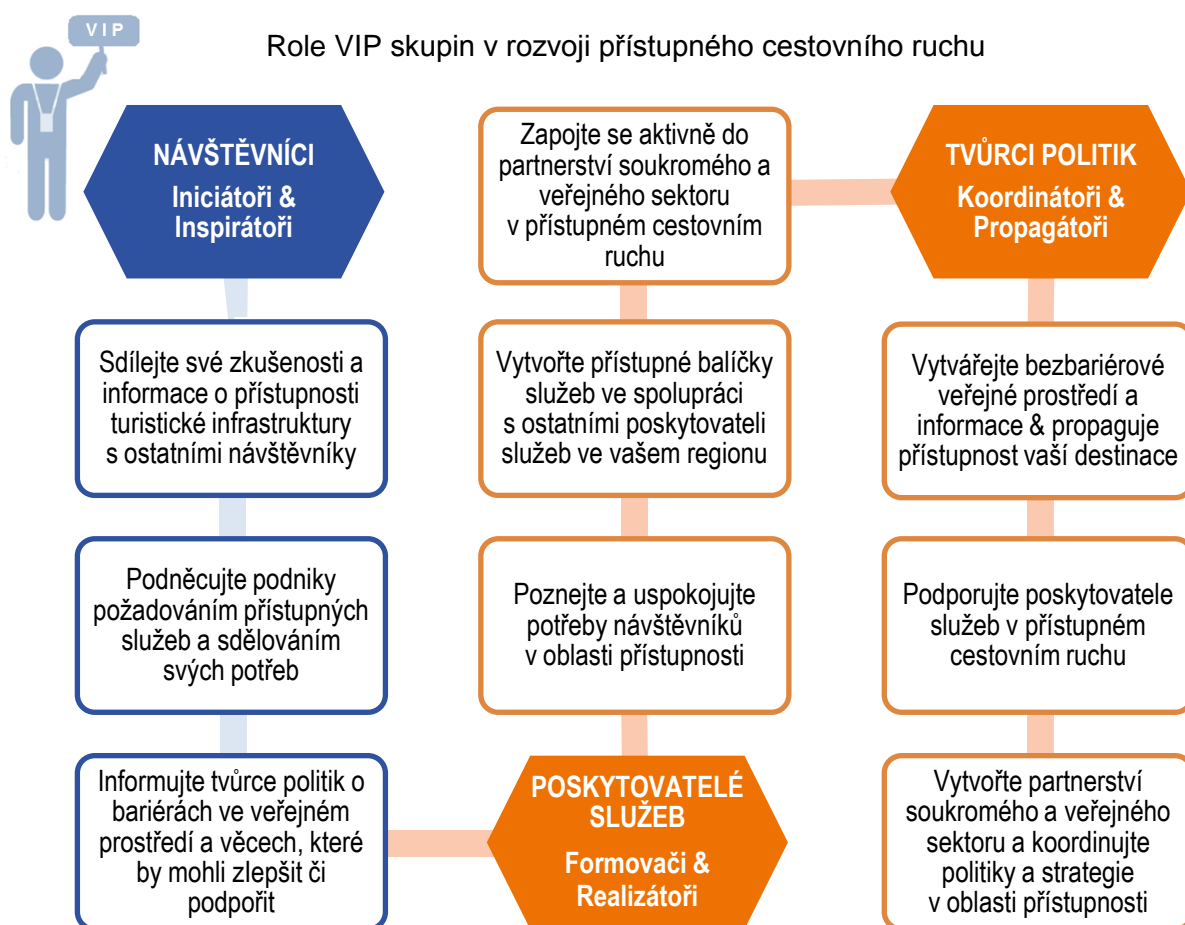 VIP
Role VIP skupin v rozvoji přístupného cestovního ruchu
NÁVŠTĚVNÍCI
Iniciátoři &
Inspirátoři
Sdílejte své zkušenosti a
informace o přístupnosti
turistické infrastruktury
s ostatními návštěvníky
Podněcujte podniky
požadováním přístupných
služeb a sdělováním
svých potřeb
Informujte tvůrce politik o
bariérách ve veřejném
prostředí a věcech, které
by mohli zlepšit či
podpořit
POSKYTOVATELÉ
SLUŽEB
Formovači &
Realizátoři
Poznejte a uspokojujte
potřeby návštěvníků
v oblasti přístupnosti
Vytvořte přístupné balíčky
služeb ve spolupráci
s ostatními poskytovateli
služeb ve vašem regionu
Zapojte se aktivně do
partnerství soukromého a
veřejného sektoru
v přístupném cestovním
ruchu
TVŮRCI POLITIK
Koordinátoři &
Propagátoři
Vytvářejte bezbariérové
veřejné prostředí a
informace & propaguje
přístupnost vaší destinace
Podporujte poskytovatele
služeb v přístupném
cestovním ruchu
Vytvořte partnerství
soukromého a veřejného
sektoru a koordinujte
politiky a strategie
v oblasti přístupnosti